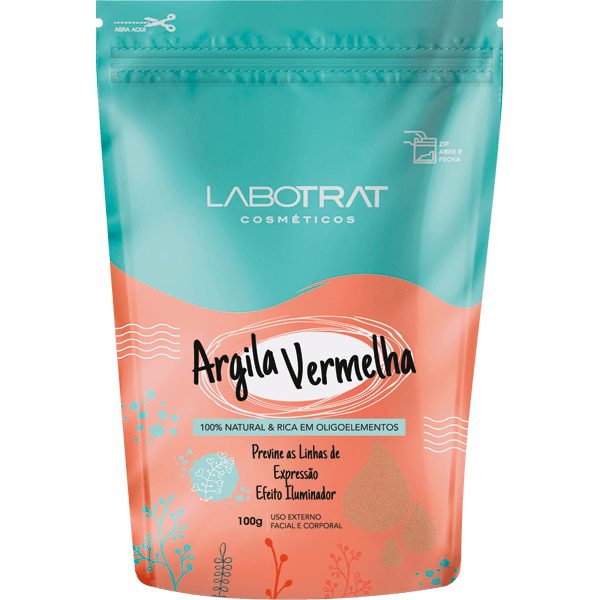 ABRA AQUI
ZIP
ABRE E
FECHA
LABOTRAT
COSMÉTICOS
Argila Vermelha
100% NATURAL & RICA EM OLIGOELEMENTOS
Previne as Linhas de
Expressão
Efeito Iluminador
100g
USO EXTERNO
FACIAL E CORPORAL